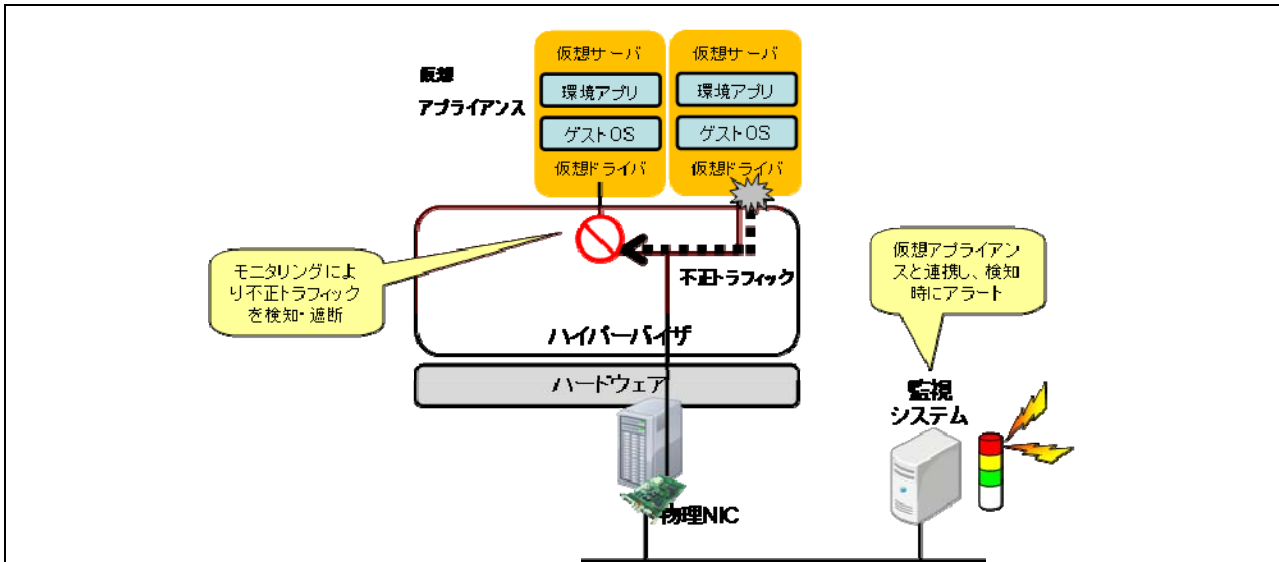 仮想サーバ
仮想サーバ
仮想
アプライアンス
環境アプリ
環境アプリ
ゲストOS
ゲストOS
仮想ドライバ
仮想ドライバ
モニタリングによ
り不正トラフィック
を検知・遮断
不正トラフィック
仮想アプライアン
スと連携し、検知
時にアラート
ハイパーバイザ
ハードウェア
監視
システム
物理NIC